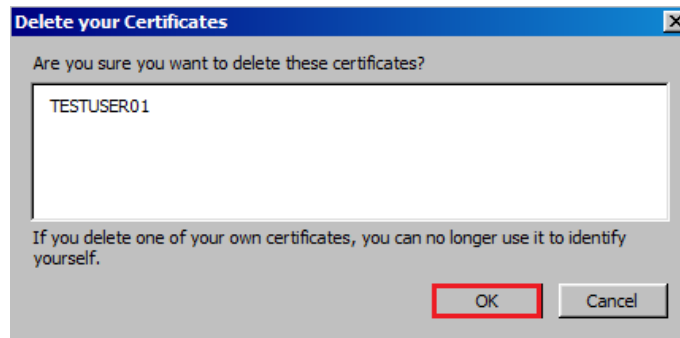 Delete your Certificates
Are you sure you want to delete these certificates?
TESTUSER01
If you delete one of your own certificates, you can no longer use it to identify
yourself.
OK Cancel